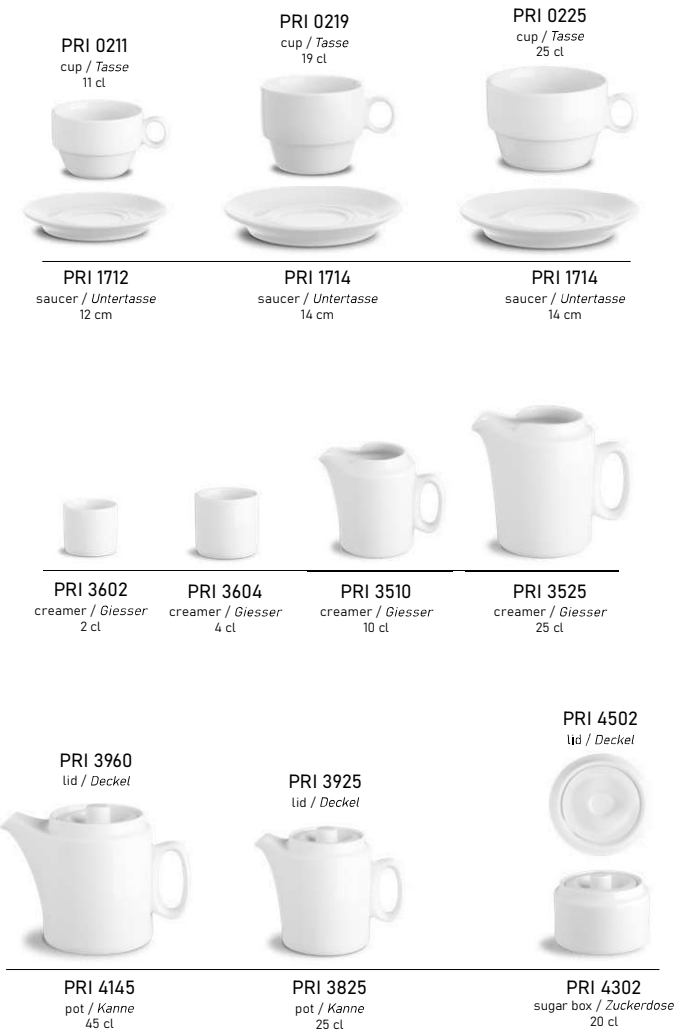 PRI 0211
cup / Tasse
11 cl
PRI 0219
cup / Tasse
19 cl
PRI 0225
cup / Tasse
25 cl
PRI 1712
saucer / Untertasse
12 cm
PRI 1714
saucer / Untertasse
14 cm
PRI 1714
saucer / Untertasse
14 cm
PRI 3602
creamer / Giesser
2 cl
PRI 3604
creamer / Giesser
4 cl
PRI 3510
creamer / Giesser
10 cl
PRI 3525
creamer / Giesser
25 cl
PRI 3960
lid / Deckel
PRI 3925
lid / Deckel
PRI 4502
lid / Deckel
PRI 4145
pot / Kanne
45 cl
PRI 3825
pot / Kanne
25 cl
PRI 4302
sugar box / Zuckerdose
20 cl